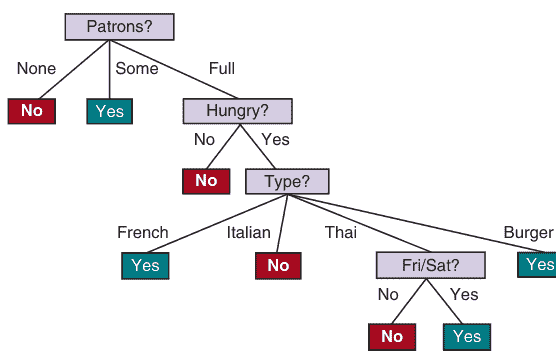 Patrons?
None Some Full
No Yes Hungry?
No Yes
No Type?
French Italian Thai Burger
Yes No Fri/Sat? Yes
No Yes
No Yes